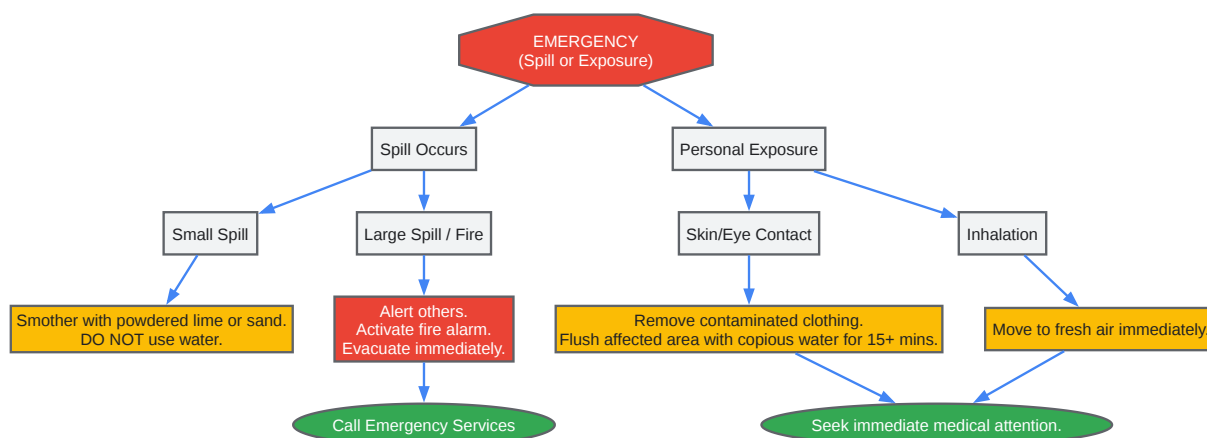 EMERGENCY
(Spill or Exposure)
Spill Occurs
Personal Exposure
Small Spill
Large Spill / Fire
Skin/Eye Contact
Inhalation
Smother with powdered lime or sand.
DO NOT use water.
Alert others.
Activate fire alarm.
Evacuate immediately.
Remove contaminated clothing.
Flush affected area with copious water for 15+ mins.
Move to fresh air immediately.
Call Emergency Services
Seek immediate medical attention.